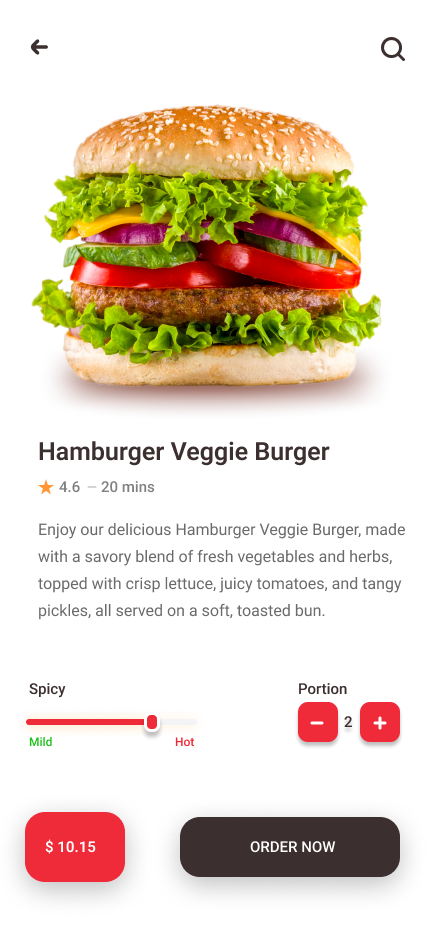 Hamburger Veggie Burger
4.6 – 20 mins
Enjoy our delicious Hamburger Veggie Burger, made
with a savory blend of fresh vegetables and herbs,
topped with crisp lettuce, juicy tomatoes, and tangy
pickles, all served on a soft, toasted bun.
Spicy
Mild
Hot
Portion
2
$ 10.15
ORDER NOW